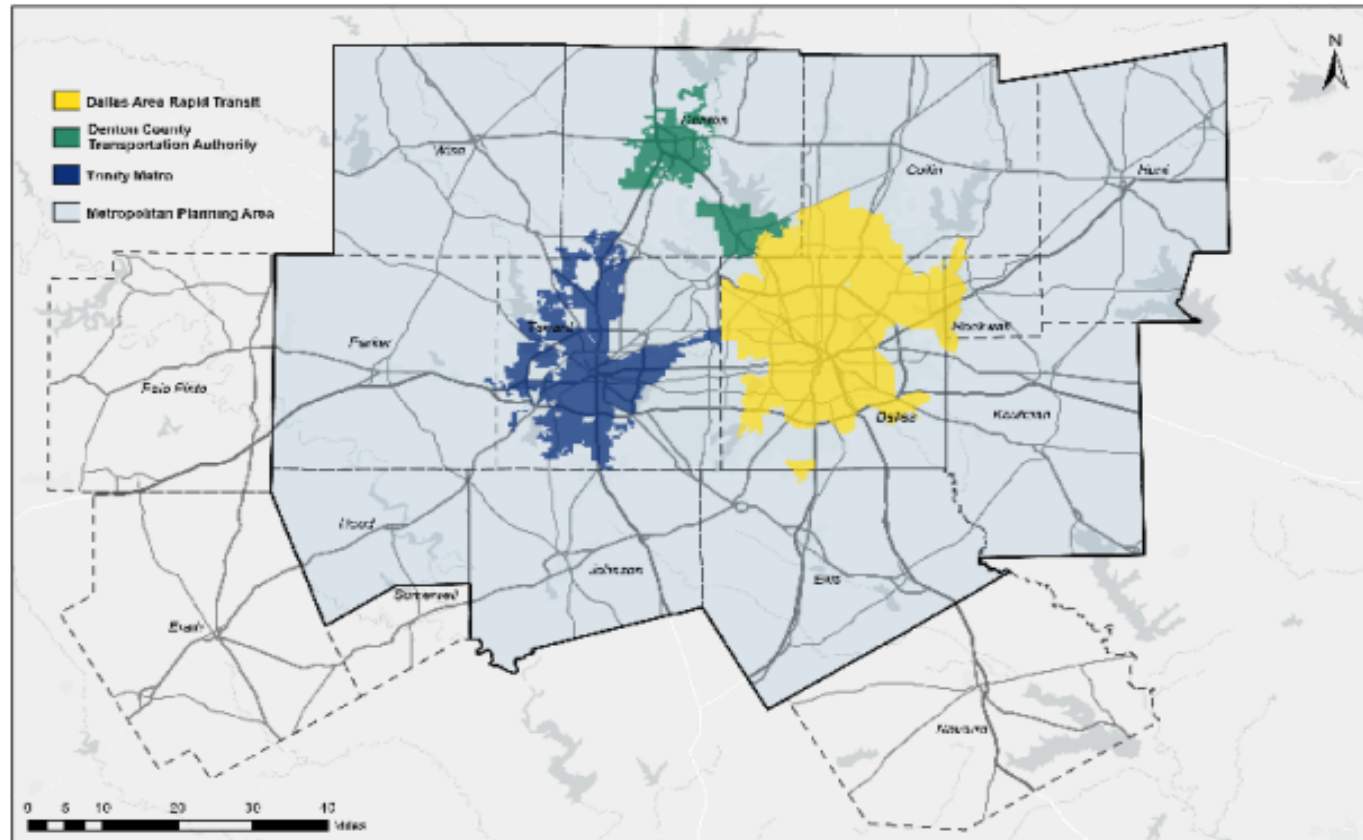 N
Dallas Area Rapid Transit
Denton County
Transportation Authority
Trinity Metro
Metropolitan Planning Area
Denton
Wise
Collin
Hunt
Tarrant
Parker
Rockwall
Palo Pinto
Dallas
Kaufman
Hood
Johnson
Ellis
Somervell
Erath
Navarro
0 5 10 20 30 40
Miles